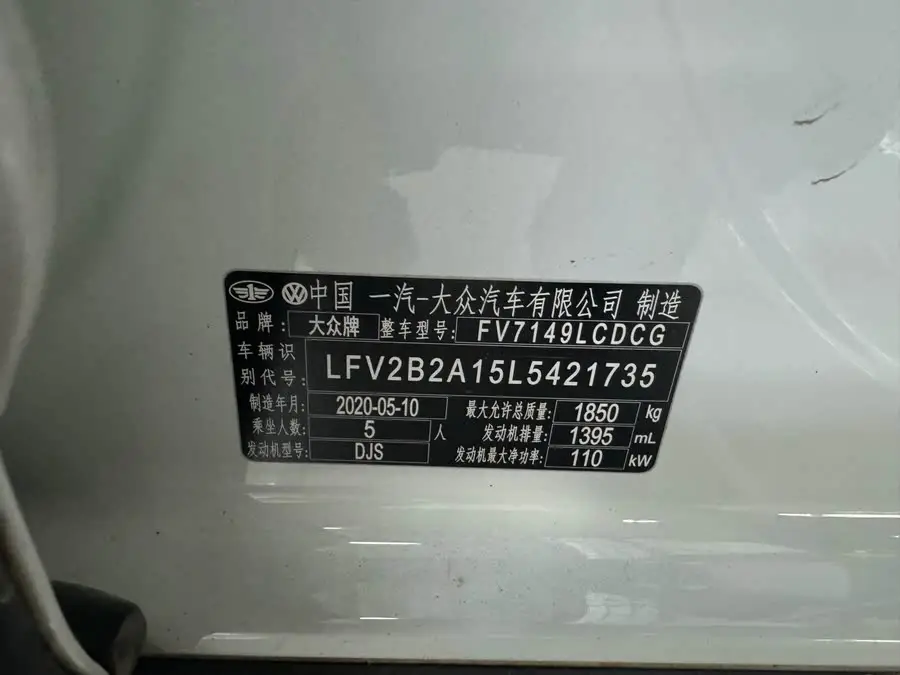 中国 一汽-大众汽车有限公司 制造
品牌: 大众牌 整车型号: FV7149LCDCG
车辆识
别代号: LFV2B2A15L5421735
制造年月: 2020-05-10 最大允许总质量: 1850 kg
乘坐人数: 5 人 发动机排量: 1395 mL
发动机型号: DJS 发动机最大净功率: 110 kW